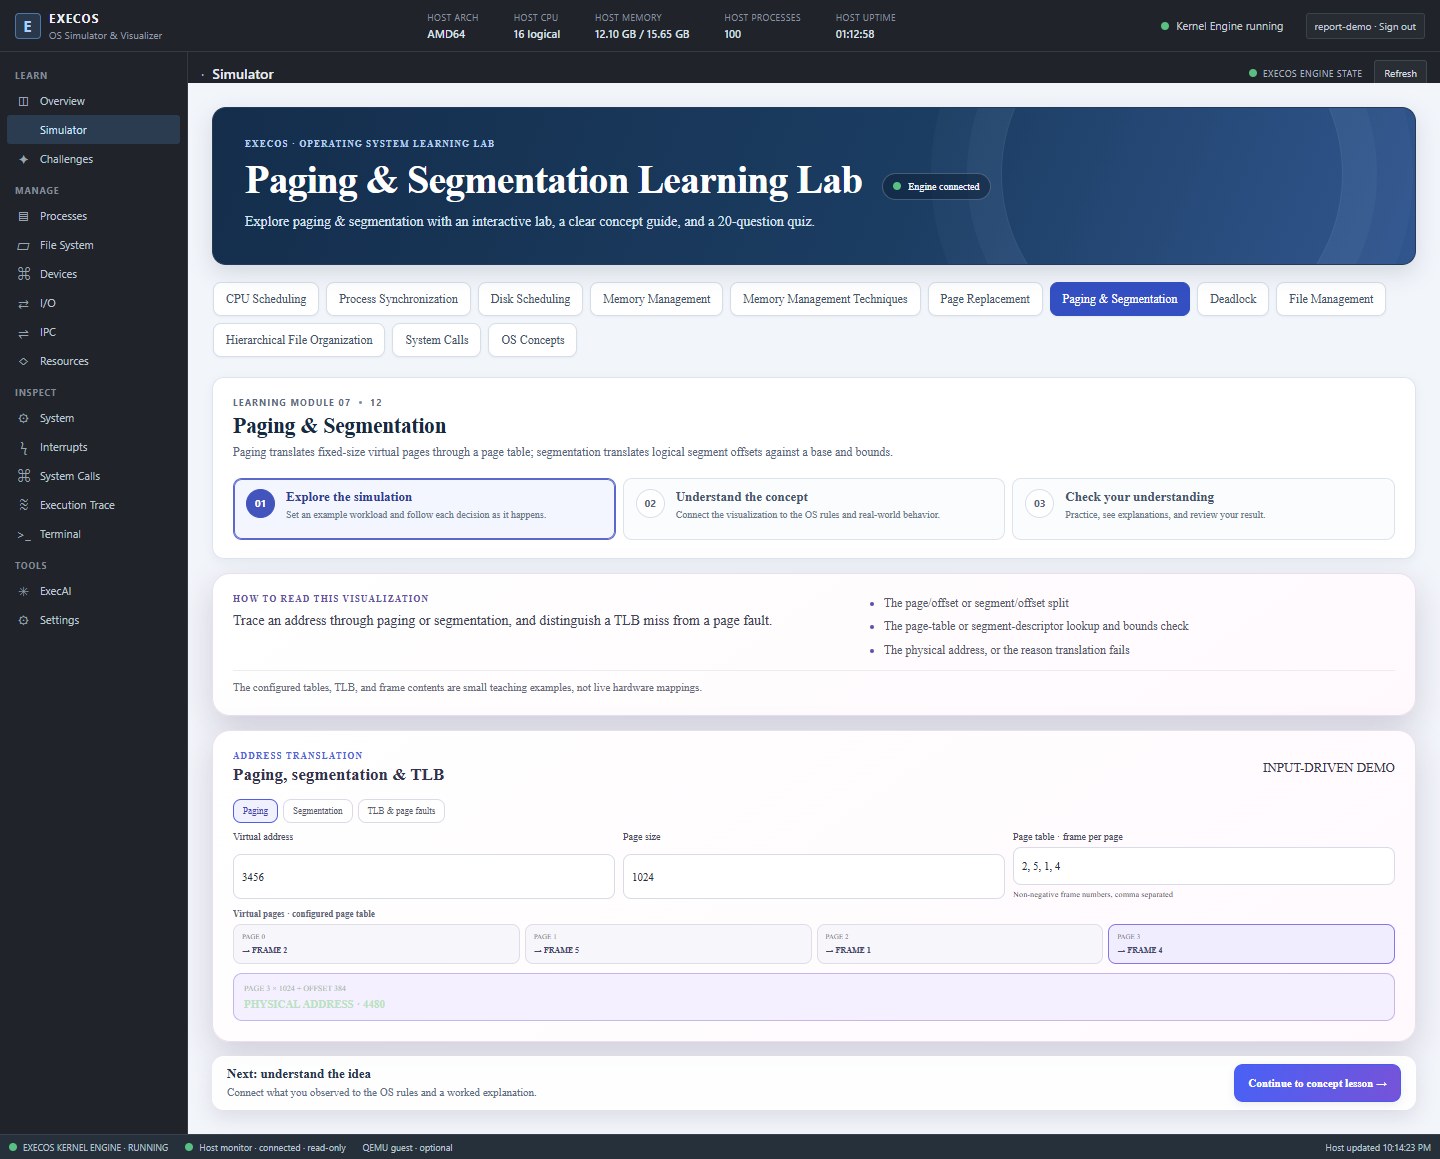 E
EXECOS
OS Simulator & Visualizer
HOST ARCH
AMD64
HOST CPU
16 logical
HOST MEMORY
12.10 GB / 15.65 GB
HOST PROCESSES
100
HOST UPTIME
01:12:58
Kernel Engine running
report-demo · Sign out
LEARN
Overview
Simulator
Challenges
MANAGE
Processes
File System
Devices
I/O
IPC
Resources
INSPECT
System
Interrupts
System Calls
Execution Trace
>_ Terminal
TOOLS
ExecAI
Settings
· Simulator
EXECOS ENGINE STATE
Refresh
EXECOS · OPERATING SYSTEM LEARNING LAB
Paging & Segmentation Learning Lab
Engine connected
Explore paging & segmentation with an interactive lab, a clear concept guide, and a 20-question quiz.
CPU Scheduling
Process Synchronization
Disk Scheduling
Memory Management
Memory Management Techniques
Page Replacement
Paging & Segmentation
Deadlock
File Management
Hierarchical File Organization
System Calls
OS Concepts
LEARNING MODULE 07 • 12
Paging & Segmentation
Paging translates fixed-size virtual pages through a page table; segmentation translates logical segment offsets against a base and bounds.
01
Explore the simulation
Set an example workload and follow each decision as it happens.
02
Understand the concept
Connect the visualization to the OS rules and real-world behavior.
03
Check your understanding
Practice, see explanations, and review your result.
HOW TO READ THIS VISUALIZATION
Trace an address through paging or segmentation, and distinguish a TLB miss from a page fault.
• The page/offset or segment/offset split
• The page-table or segment-descriptor lookup and bounds check
• The physical address, or the reason translation fails
The configured tables, TLB, and frame contents are small teaching examples, not live hardware mappings.
ADDRESS TRANSLATION
Paging, segmentation & TLB
INPUT-DRIVEN DEMO
Paging
Segmentation
TLB & page faults
Virtual address
3456
Page size
1024
Page table · frame per page
2, 5, 1, 4
Non-negative frame numbers, comma separated
Virtual pages · configured page table
PAGE 0
→ FRAME 2
PAGE 1
→ FRAME 5
PAGE 2
→ FRAME 1
PAGE 3
→ FRAME 4
PAGE 3 × 1024 + OFFSET 384
PHYSICAL ADDRESS · 4480
Next: understand the idea
Connect what you observed to the OS rules and a worked explanation.
Continue to concept lesson →
EXECOS KERNEL ENGINE · RUNNING
Host monitor · connected · read-only
QEMU guest · optional
Host updated 10:14:23 PM